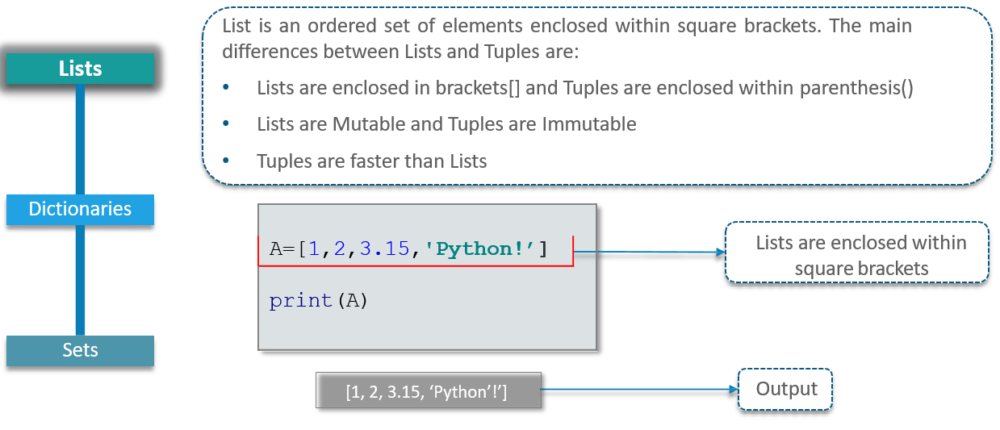 Lists
Dictionaries
Sets
List is an ordered set of elements enclosed within square brackets. The main
differences between Lists and Tuples are:
• Lists are enclosed in brackets[] and Tuples are enclosed within parenthesis()
• Lists are Mutable and Tuples are Immutable
• Tuples are faster than Lists
A=[1,2,3.15,'Python!’]
print(A)
Lists are enclosed within
square brackets
[1, 2, 3.15, ‘Python’!’]
Output